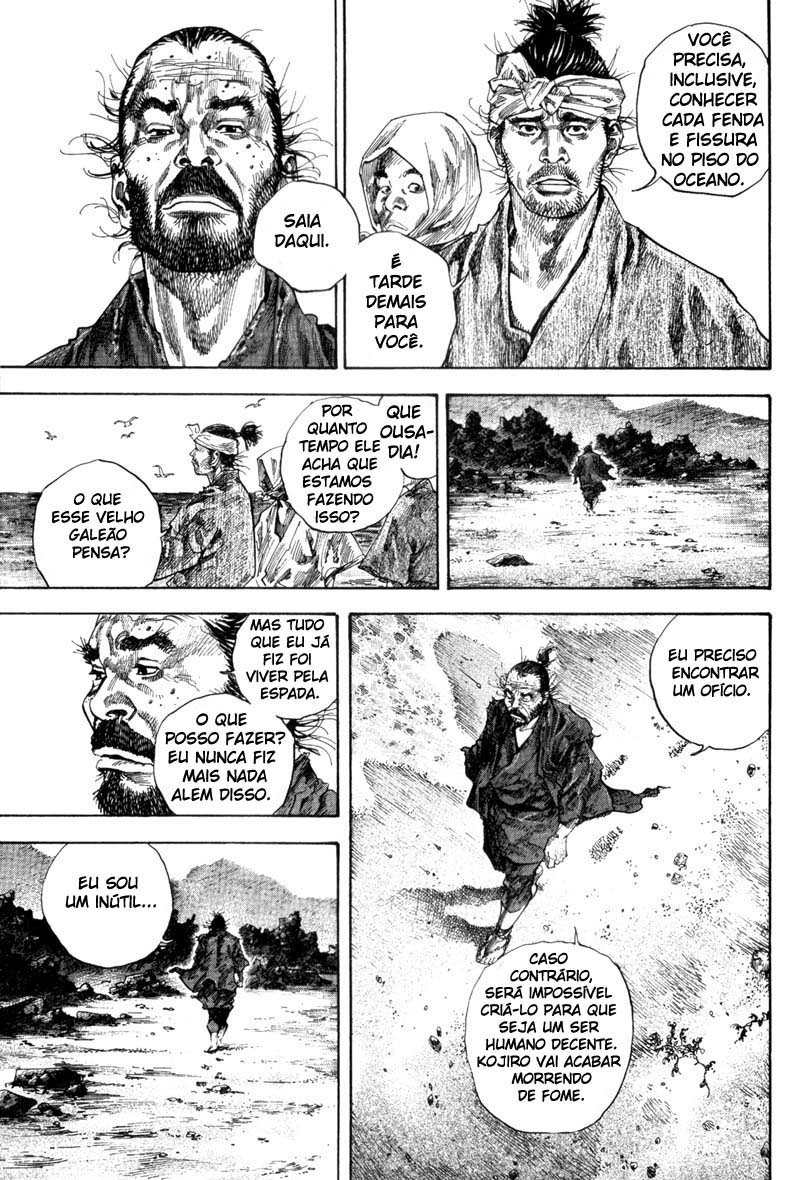 VOCÊ
PRECISA,
INCLUSIVE,
CONHECER
CADA FENDA
E FISSURA
NO PISO DO
OCEANO.
É
TARDE
DEMAIS
PARA
VOCÊ.
SAIA
DAQUI.
QUE
OUSA-
DIA!
POR
QUANTO
TEMPO ELE
ACHA QUE
ESTAMOS
FAZENDO
ISSO?
O QUE
ESSE VELHO
GALEÃO
PENSA?
EU PRECISO
ENCONTRAR
UM OFÍCIO.
CASO
CONTRÁRIO,
SERÁ IMPOSSÍVEL
CRIÁ-LO PARA QUE
SEJA UM SER
HUMANO DECENTE.
KOJIRO VAI ACABAR
MORRENDO
DE FOME.
MAS TUDO
QUE EU JÁ
FIZ FOI
VIVER PELA
ESPADA.
O QUE
POSSO FAZER?
EU NUNCA FIZ
MAIS NADA
ALEM DISSO.
EU SOU
UM INÚTIL...